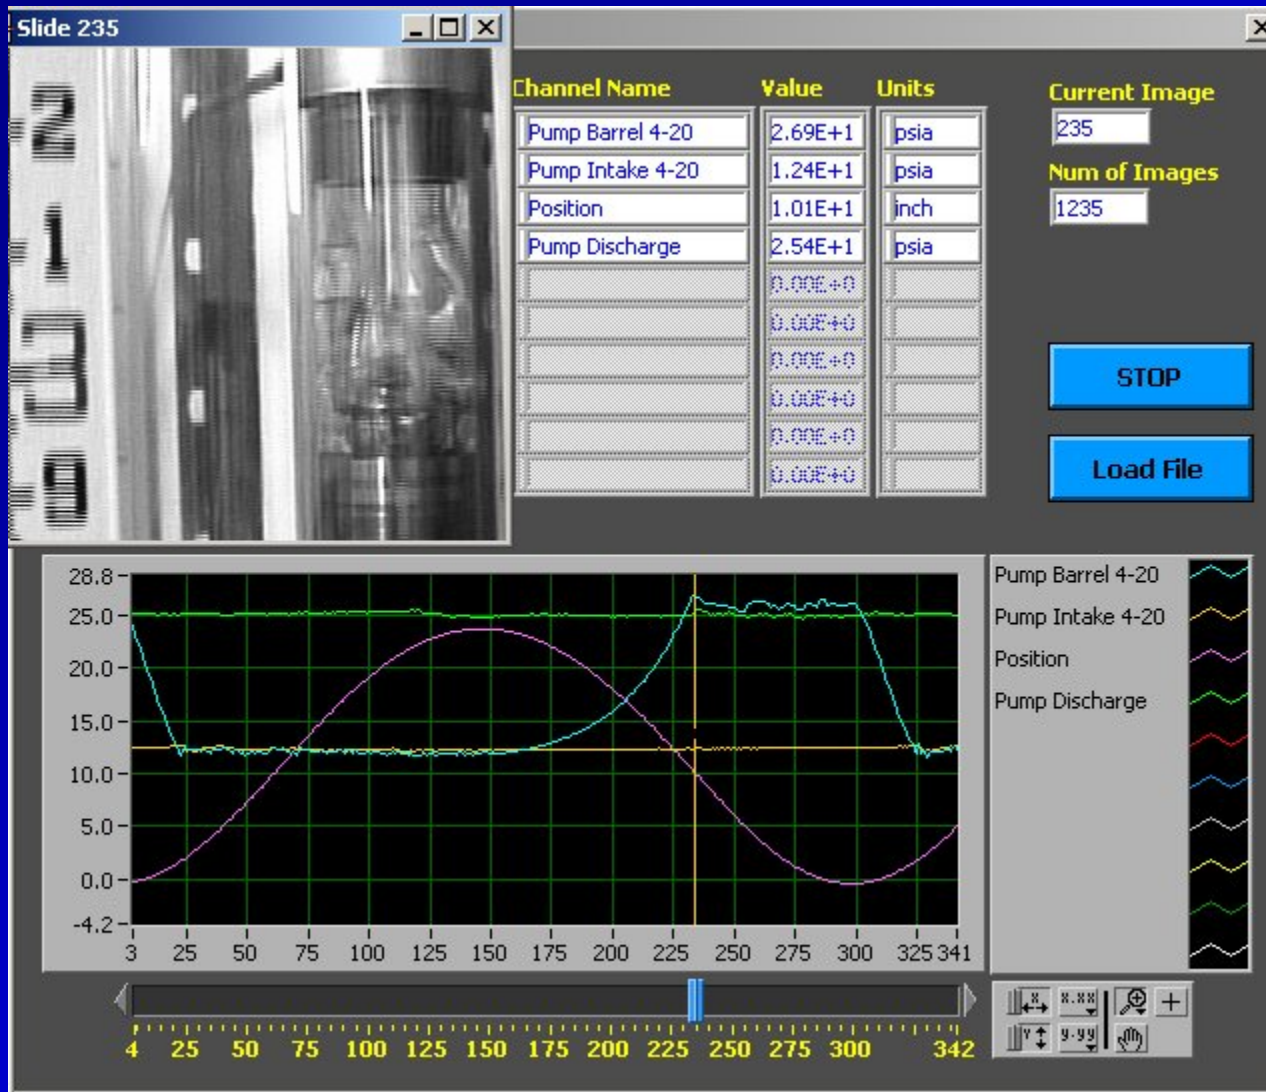 Slide 235
2
1
3
9
Channel Name Value Units
Pump Barrel 4-20 2.69E+1 psia
Pump Intake 4-20 1.24E+1 psia
Position 1.01E+1 inch
Pump Discharge 2.54E+1 psia
0.00E+0
0.00E+0
0.00E+0
0.00E+0
0.00E+0
0.00E+0
Current Image
235
Num of Images
1235
STOP
Load File
28.8
25.0
20.0
15.0
10.0
5.0
0.0
-4.2
3 25 50 75 100 125 150 175 200 225 250 275 300 325 341
Pump Barrel 4-20
Pump Intake 4-20
Position
Pump Discharge
4 25 50 75 100 125 150 175 200 225 250 275 300 342
X X.XX
Y Y.YY